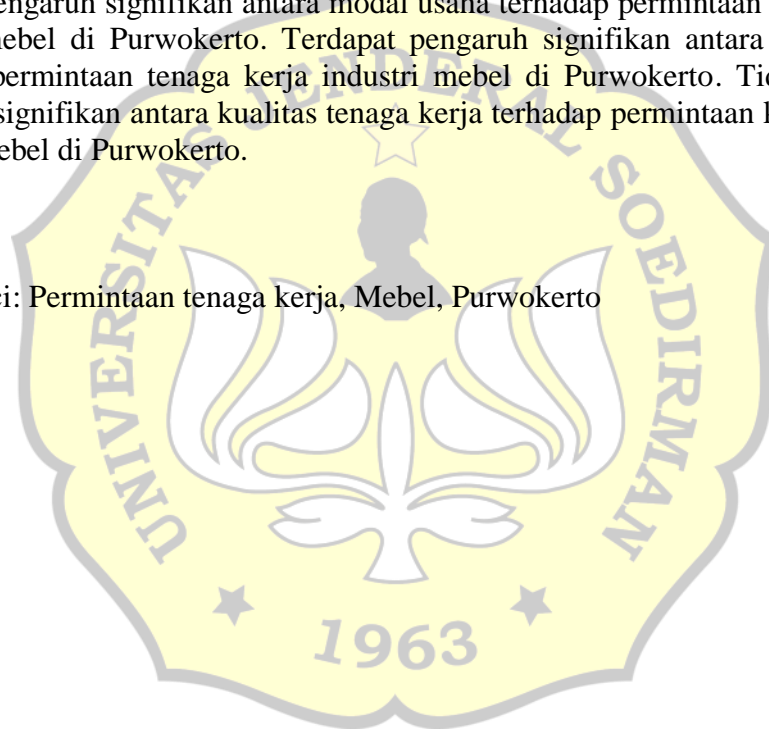 pengaruh signifikan antara modal usaha terhadap permintaan
mebel di Purwokerto. Terdapat pengaruh signifikan antara
permintaan tenaga kerja industri mebel di Purwokerto.
signifikan antara kualitas tenaga kerja terhadap permintaan
mebel di Purwokerto.
: Permintaan tenaga kerja, Mebel, Purwokerto
UNIVERSITAS JENDERAL SOEDIRMAN
1963